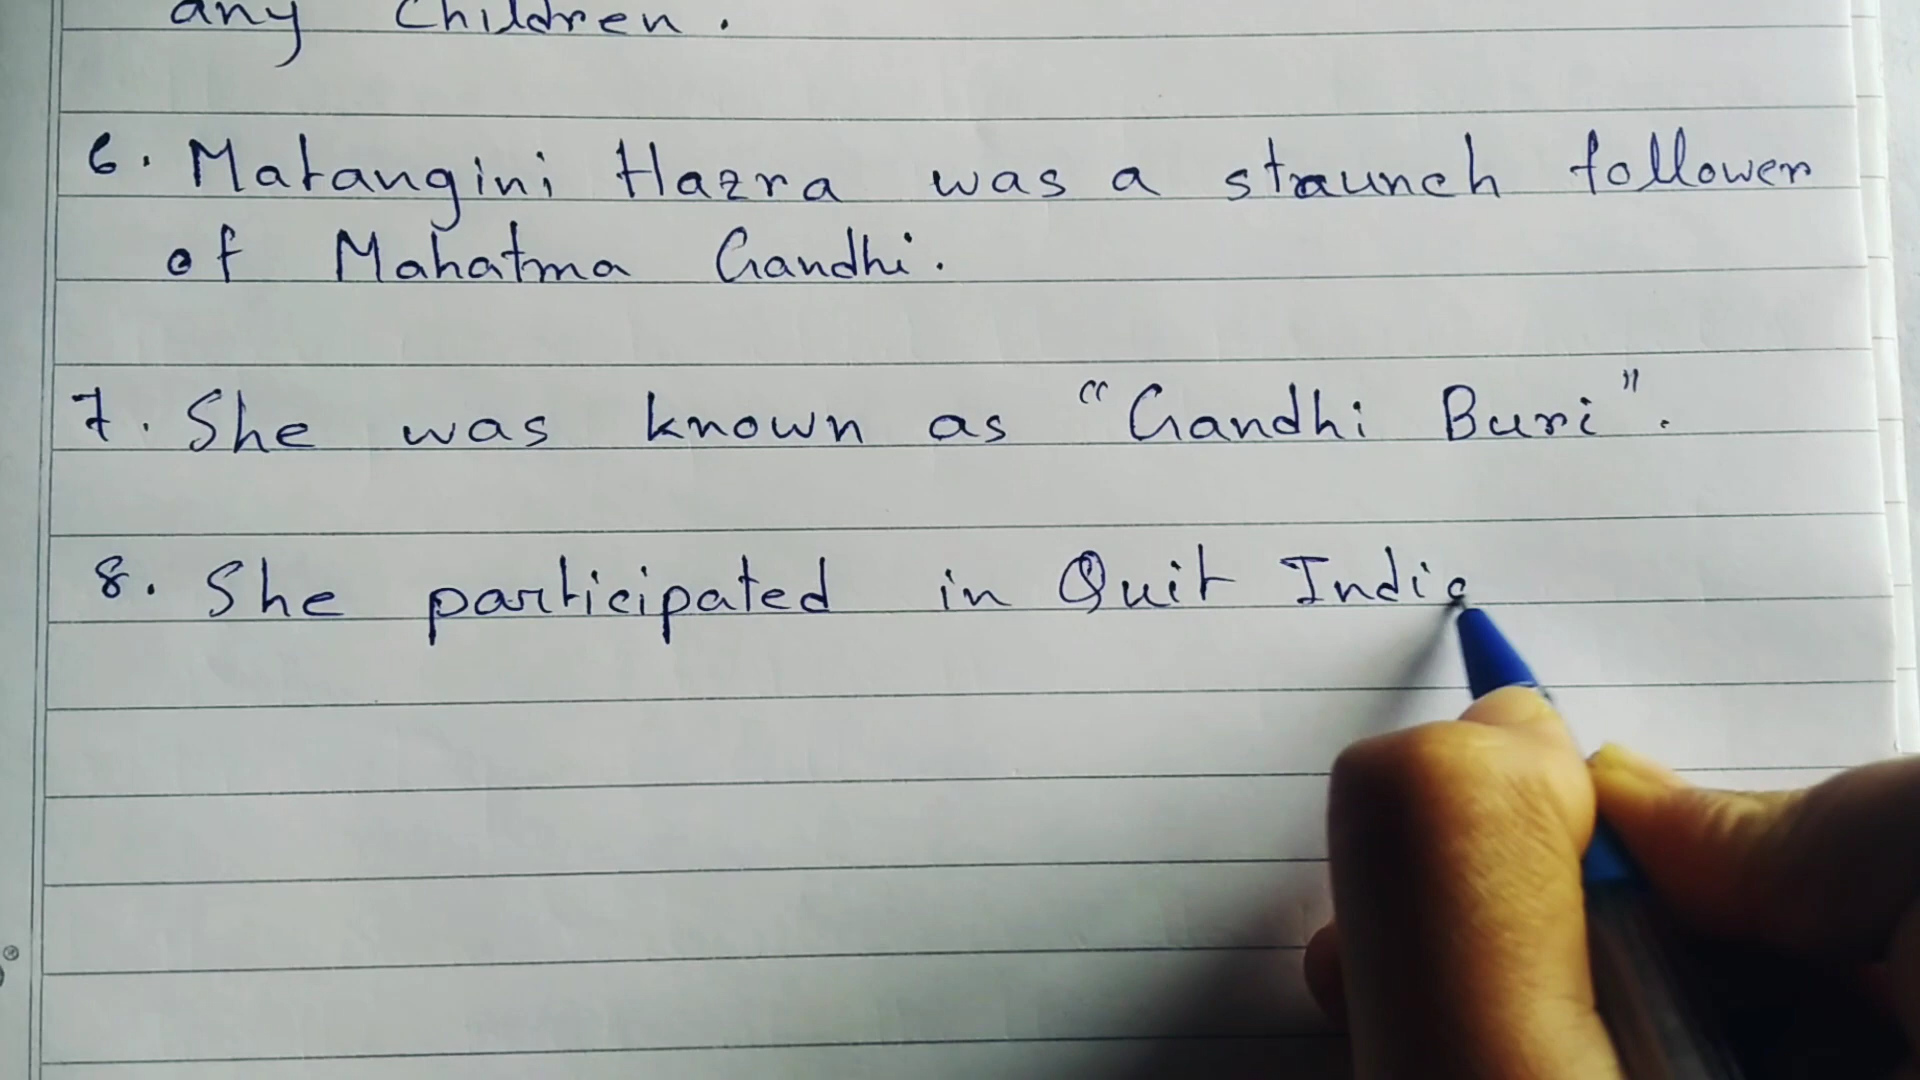 any children.
6. Matangini Hazra was a staunch follower
of Mahatma Gandhi.
7. She was known as "Gandhi Buri".
8. She participated in Quit India